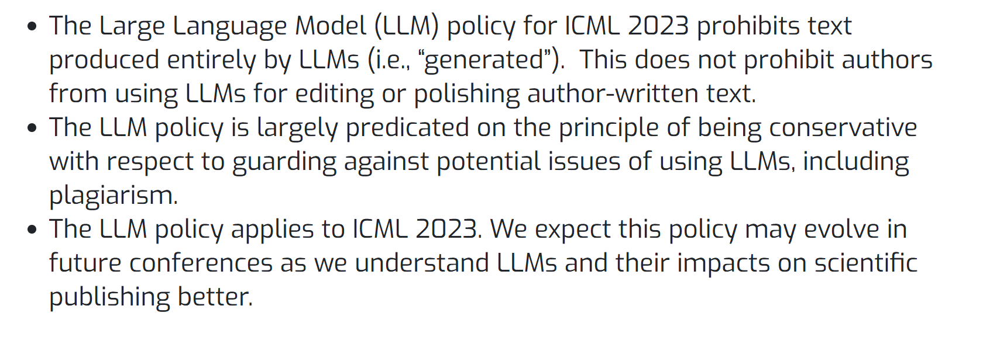 • The Large Language Model (LLM) policy for ICML 2023 prohibits text
produced entirely by LLMs (i.e., “generated”).  This does not prohibit authors
from using LLMs for editing or polishing author-written text.
• The LLM policy is largely predicated on the principle of being conservative
with respect to guarding against potential issues of using LLMs, including
plagiarism.
• The LLM policy applies to ICML 2023. We expect this policy may evolve in
future conferences as we understand LLMs and their impacts on scientific
publishing better.